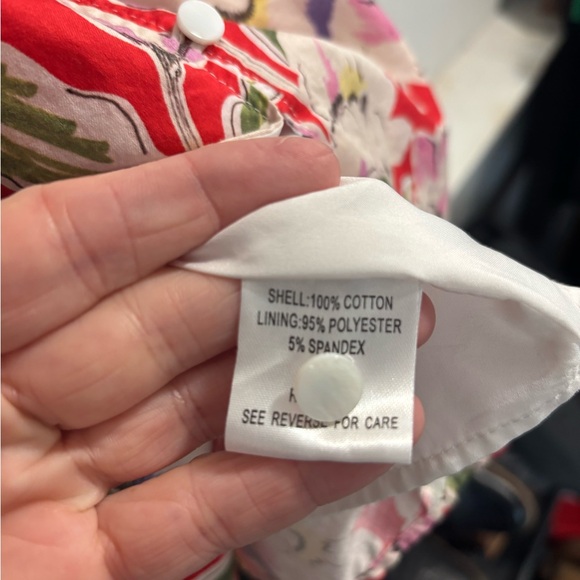 SHELL:100% COTTON
LINING:95% POLYESTER
5% SPANDEX
SEE REVERSE FOR CARE